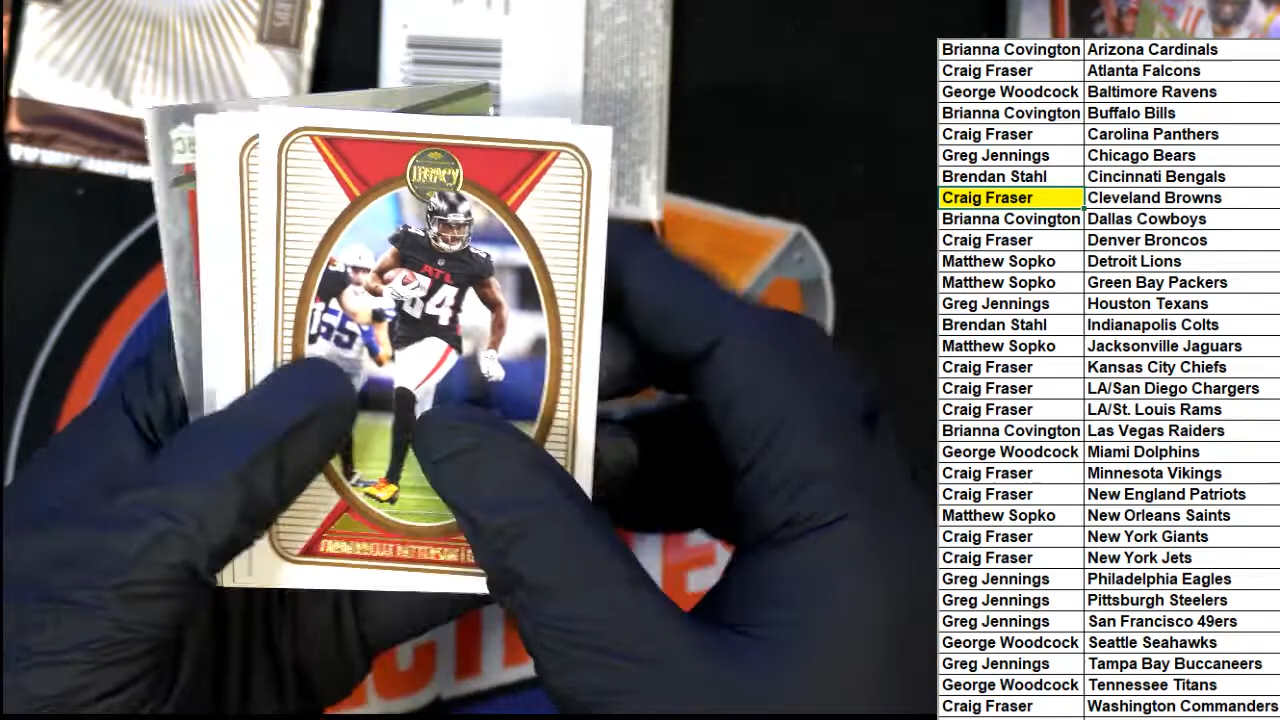 LEGACY
ATL
84
55
Brianna Covington Arizona Cardinals
Craig Fraser Atlanta Falcons
George Woodcock Baltimore Ravens
Brianna Covington Buffalo Bills
Craig Fraser Carolina Panthers
Greg Jennings Chicago Bears
Brendan Stahl Cincinnati Bengals
Craig Fraser Cleveland Browns
Brianna Covington Dallas Cowboys
Craig Fraser Denver Broncos
Matthew Sopko Detroit Lions
Matthew Sopko Green Bay Packers
Greg Jennings Houston Texans
Brendan Stahl Indianapolis Colts
Matthew Sopko Jacksonville Jaguars
Craig Fraser Kansas City Chiefs
Craig Fraser LA/San Diego Chargers
Craig Fraser LA/St. Louis Rams
Brianna Covington Las Vegas Raiders
George Woodcock Miami Dolphins
Craig Fraser Minnesota Vikings
Craig Fraser New England Patriots
Matthew Sopko New Orleans Saints
Craig Fraser New York Giants
Craig Fraser New York Jets
Greg Jennings Philadelphia Eagles
Greg Jennings Pittsburgh Steelers
Greg Jennings San Francisco 49ers
George Woodcock Seattle Seahawks
Greg Jennings Tampa Bay Buccaneers
George Woodcock Tennessee Titans
Craig Fraser Washington Commanders